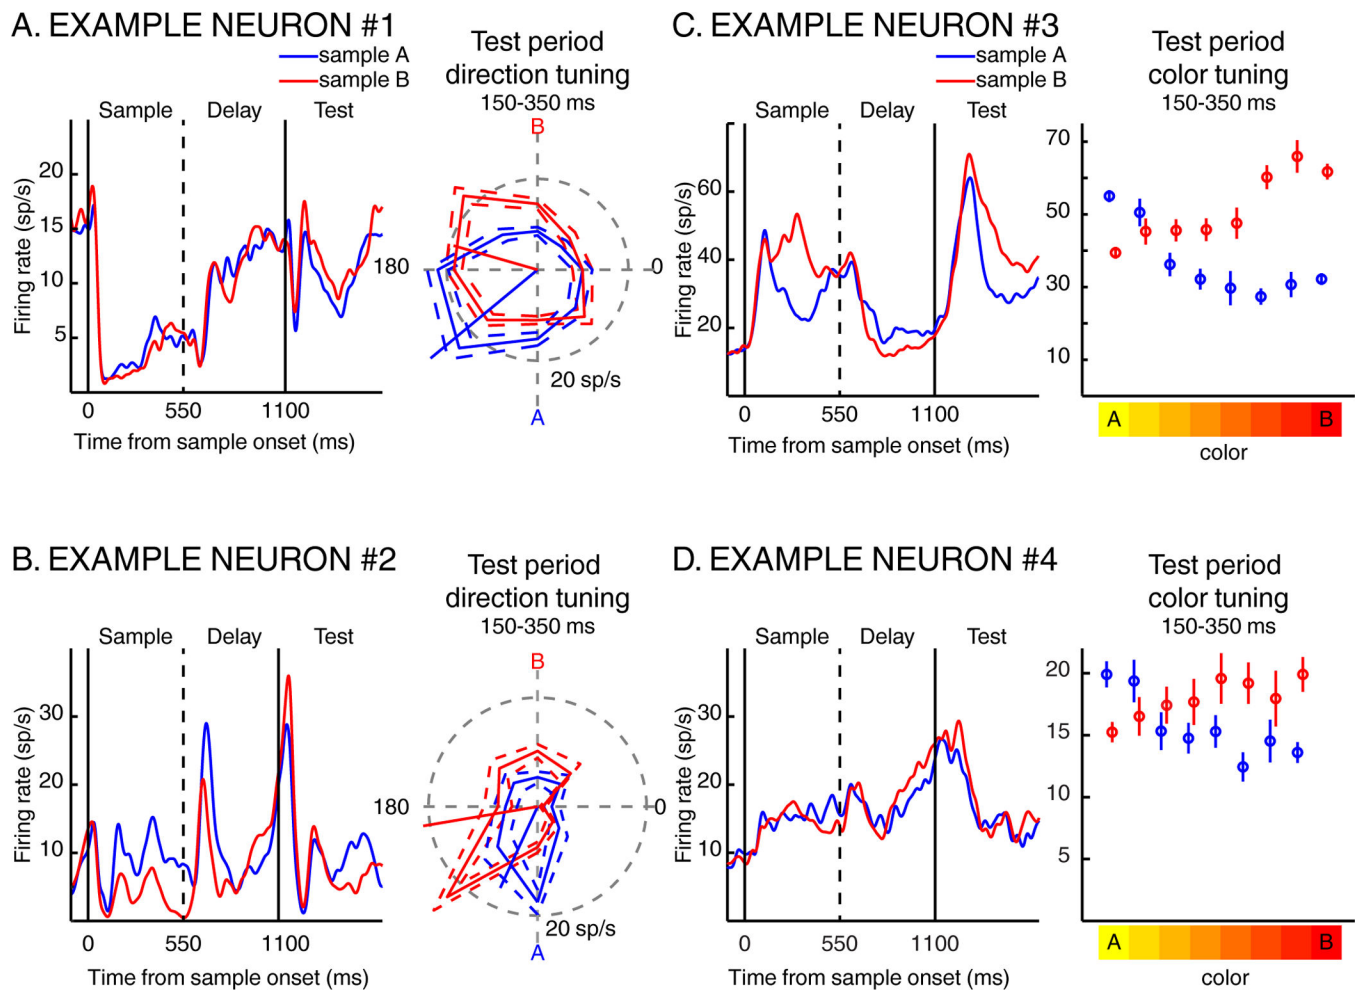 A. EXAMPLE NEURON #1
sample A
sample B
Sample
Delay
Test
Firing rate (sp/s)
20
15
10
5
0
550
1100
Time from sample onset (ms)
Test period
direction tuning
150-350 ms
B
180
0
20 sp/s
A
C. EXAMPLE NEURON #3
sample A
sample B
Sample
Delay
Test
Firing rate (sp/s)
60
40
20
0
550
1100
Time from sample onset (ms)
Test period
color tuning
150-350 ms
70
50
30
10
A
B
color
B. EXAMPLE NEURON #2
Sample
Delay
Test
Firing rate (sp/s)
30
20
10
0
550
1100
Time from sample onset (ms)
Test period
direction tuning
150-350 ms
B
180
0
20 sp/s
A
D. EXAMPLE NEURON #4
Sample
Delay
Test
Firing rate (sp/s)
30
20
10
0
550
1100
Time from sample onset (ms)
Test period
color tuning
150-350 ms
20
15
5
A
B
color